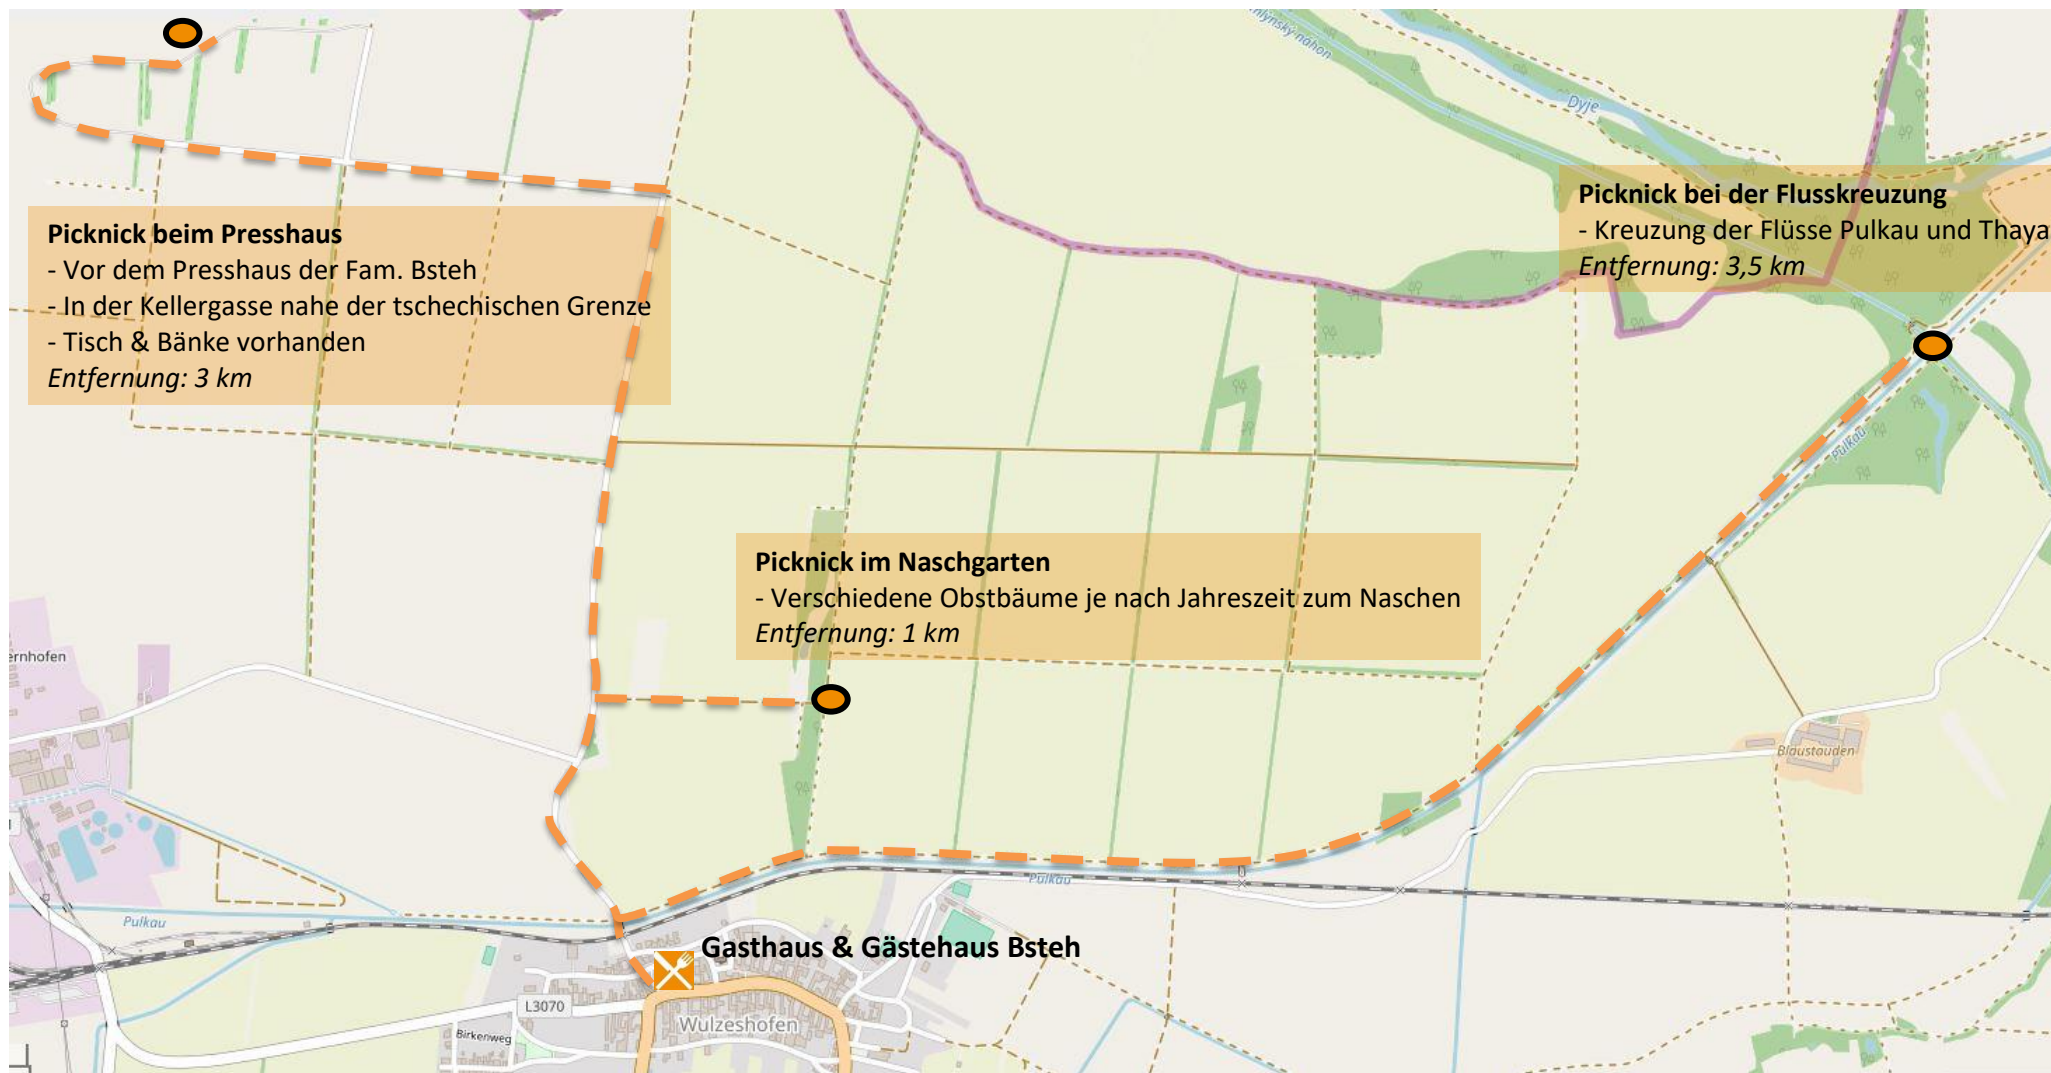 mlýnský náhon
Dyje
Picknick bei der Flusskreuzung
- Kreuzung der Flüsse Pulkau und Thaya
Entfernung: 3,5 km
Picknick beim Presshaus
- Vor dem Presshaus der Fam. Bsteh
- In der Kellergasse nahe der tschechischen Grenze
- Tisch & Bänke vorhanden
Entfernung: 3 km
Pulkau
Picknick im Naschgarten
- Verschiedene Obstbäume je nach Jahreszeit zum Naschen
Entfernung: 1 km
ernhofen
Blaustauden
Pulkau
Pulkau
Gasthaus & Gästehaus Bsteh
L3070
Wulzeshofen
Birkenweg